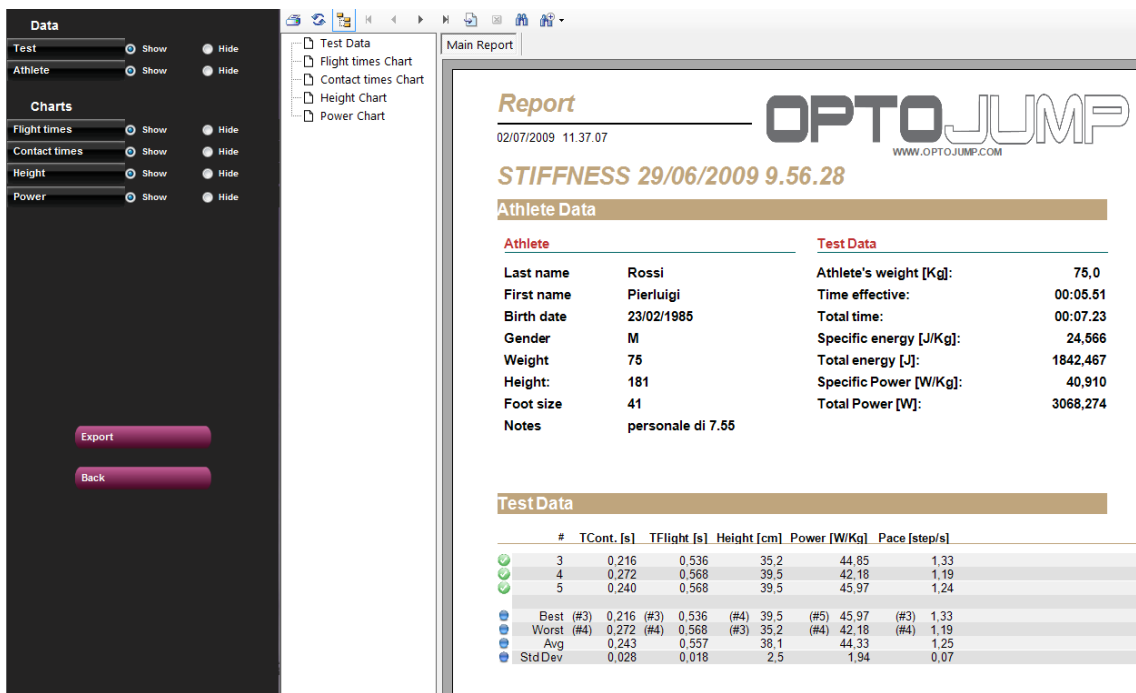 Data
Test Show Hide
Athlete Show Hide
Charts
Flight times Show Hide
Contact times Show Hide
Height Show Hide
Power Show Hide
Export
Back
Test Data
Flight times Chart
Contact times Chart
Height Chart
Power Chart
Main Report
Report
02/07/2009 11.37.07
OPTOJUMP
WWW.OPTOJUMP.COM
STIFFNESS 29/06/2009 9.56.28
Athlete Data
Athlete Test Data
Last name Rossi Athlete's weight [Kg]: 75,0
First name Pierluigi Time effective: 00:05.51
Birth date 23/02/1985 Total time: 00:07.23
Gender M Specific energy [J/Kg]: 24,566
Weight 75 Total energy [J]: 1842,467
Height: 181 Specific Power [W/Kg]: 40,910
Foot size 41 Total Power [W]: 3068,274
Notes personale di 7.55
Test Data
# TCont. [s] TFlight [s] Height [cm] Power [W/Kg] Pace [step/s]
3 0,216 0,536 35,2 44,85 1,33
4 0,272 0,568 39,5 42,18 1,19
5 0,240 0,568 39,5 45,97 1,24
Best (#3) 0,216 (#3) 0,536 (#4) 39,5 (#5) 45,97 (#3) 1,33
Worst (#4) 0,272 (#4) 0,568 (#3) 35,2 (#4) 42,18 (#4) 1,19
Avg 0,243 0,557 38,1 44,33 1,25
Std Dev 0,028 0,018 2,5 1,94 0,07